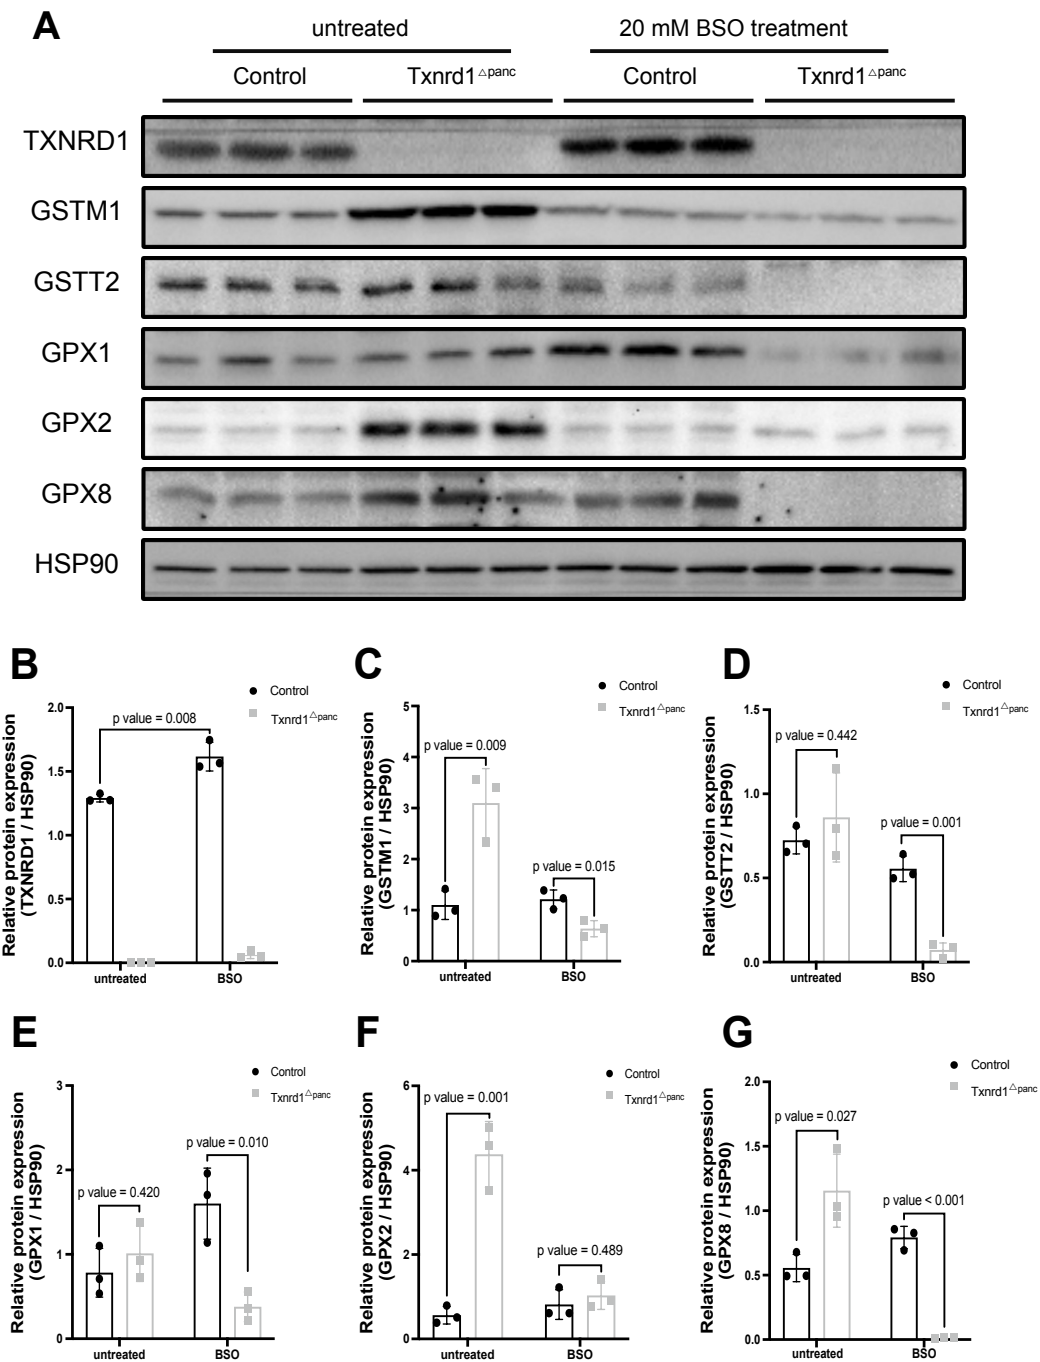 A
untreated
20 mM BSO treatment
Control
Txnrd1△panc
Control
Txnrd1△panc
TXNRD1
GSTM1
GSTT2
GPX1
GPX2
GPX8
HSP90
B
Relative protein expression
(TXNRD1 / HSP90)
Control
Txnrd1△panc
p value = 0.008
2.0
1.5
1.0
0.5
0.0
untreated
BSO
C
Relative protein expression
(GSTM1 / HSP90)
Control
Txnrd1△panc
p value = 0.009
p value = 0.015
5
4
3
2
1
0
untreated
BSO
D
Relative protein expression
(GSTT2 / HSP90)
Control
Txnrd1△panc
p value = 0.442
p value = 0.001
1.5
1.0
0.5
0.0
untreated
BSO
E
Relative protein expression
(GPX1 / HSP90)
Control
Txnrd1△panc
p value = 0.010
p value = 0.420
3
2
1
0
untreated
BSO
F
Relative protein expression
(GPX2 / HSP90)
Control
Txnrd1△panc
p value = 0.001
p value = 0.489
6
4
2
0
untreated
BSO
G
Relative protein expression
(GPX8 / HSP90)
Control
Txnrd1△panc
p value = 0.027
p value < 0.001
2.0
1.5
1.0
0.5
0.0
untreated
BSO